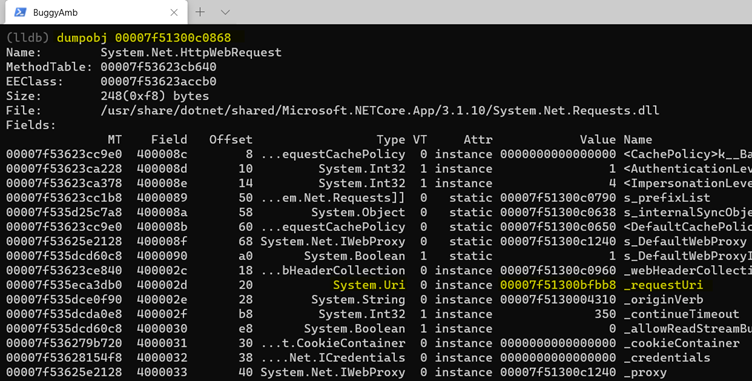 BuggyAmb
(lldb) dumpobj 00007f51300c0868
Name:        System.Net.HttpWebRequest
MethodTable: 00007f53623cb640
EEClass:     00007f53623accb0
Size:        248(0xf8) bytes
File:        /usr/share/dotnet/shared/Microsoft.NETCore.App/3.1.10/System.Net.Requests.dll
Fields:
MT    Field   Offset                 Type VT     Attr            Value Name
00007f53623cc9e0  400008c        8 ...equestCachePolicy  0 instance 0000000000000000 <CachePolicy>k__Ba
00007f53623ca228  400008d       10         System.Int32  1 instance                1 <AuthenticationLeve
00007f53623ca378  400008e       14         System.Int32  1 instance                4 <ImpersonationLeve
00007f53623cc1b8  4000089       50 ...em.Net.Requests]]  0   static 00007f51300c0790 s_prefixList
00007f535d25c7a8  400008a       58        System.Object  0   static 00007f51300c0638 s_internalSyncObje
00007f53623cc9e0  400008b       60 ...equestCachePolicy  0   static 00007f51300c0650 <DefaultCachePolic
00007f53625e2128  400008f       68 System.Net.IWebProxy  0   static 00007f51300c1240 s_DefaultWebProxy
00007f535dcd60c8  4000090       a0       System.Boolean  1   static                1 s_DefaultWebProxyI
00007f53623ce840  400002c       18 ...bHeaderCollection  0 instance 00007f51300c0960 _webHeaderCollecti
00007f535eca3db0  400002d       20           System.Uri  0 instance 00007f51300bfbb8 _requestUri
00007f535dce0f90  400002e       28        System.String  0 instance 00007f5130004310 _originVerb
00007f535dcda0e8  400002f       b8         System.Int32  1 instance              350 _continueTimeout
00007f535dcd60c8  4000030       e8       System.Boolean  1 instance                0 _allowReadStreamBu
00007f536279b720  4000031       30 ...t.CookieContainer  0 instance 0000000000000000 _cookieContainer
00007f53628154f8  4000032       38 ....Net.ICredentials  0 instance 0000000000000000 _credentials
00007f53625e2128  4000033       40 System.Net.IWebProxy  0 instance 00007f51300c1240 _proxy